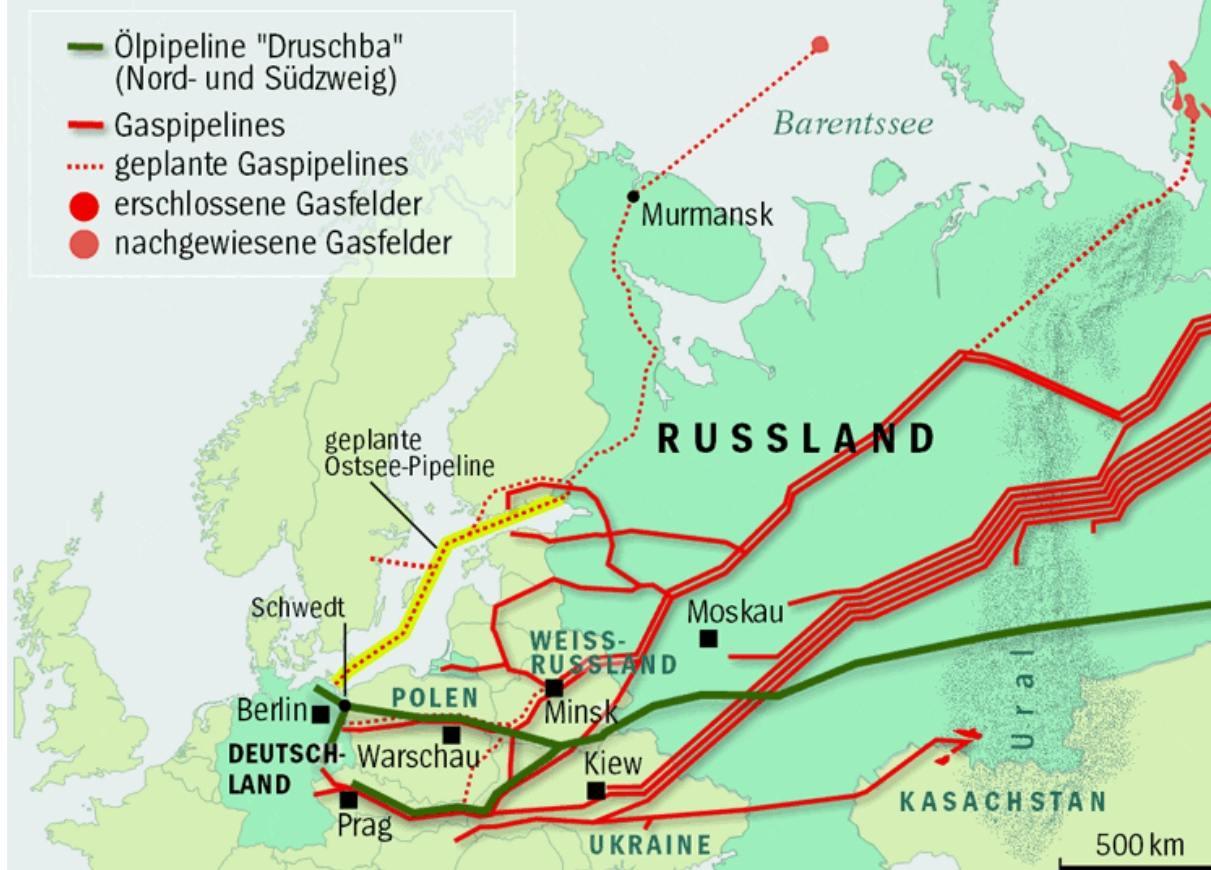 Ölpipeline "Druschba"
(Nord- und Südzweig)
Gaspipelines
geplante Gaspipelines
erschlossene Gasfelder
nachgewiesene Gasfelder
Barentssee
Murmansk
RUSSLAND
geplante
Ostsee-Pipeline
Schwedt
Moskau
WEISS-
RUSSLAND
POLEN
Berlin
Minsk
Warschau
DEUTSCH-
LAND
Kiew
Ural
Prag
KASACHSTAN
UKRAINE
500 km